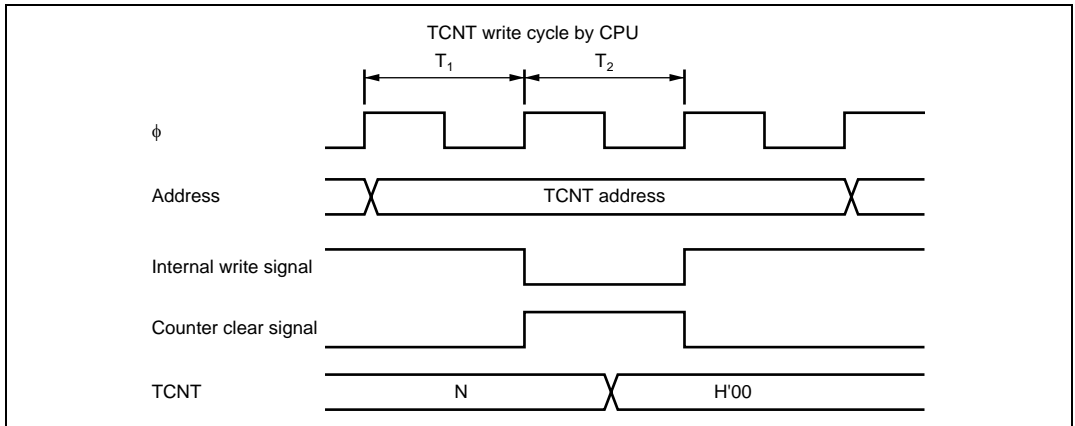 TCNT write cycle by CPU
T₁ T₂
ϕ
Address TCNT address
Internal write signal
Counter clear signal
TCNT N H'00